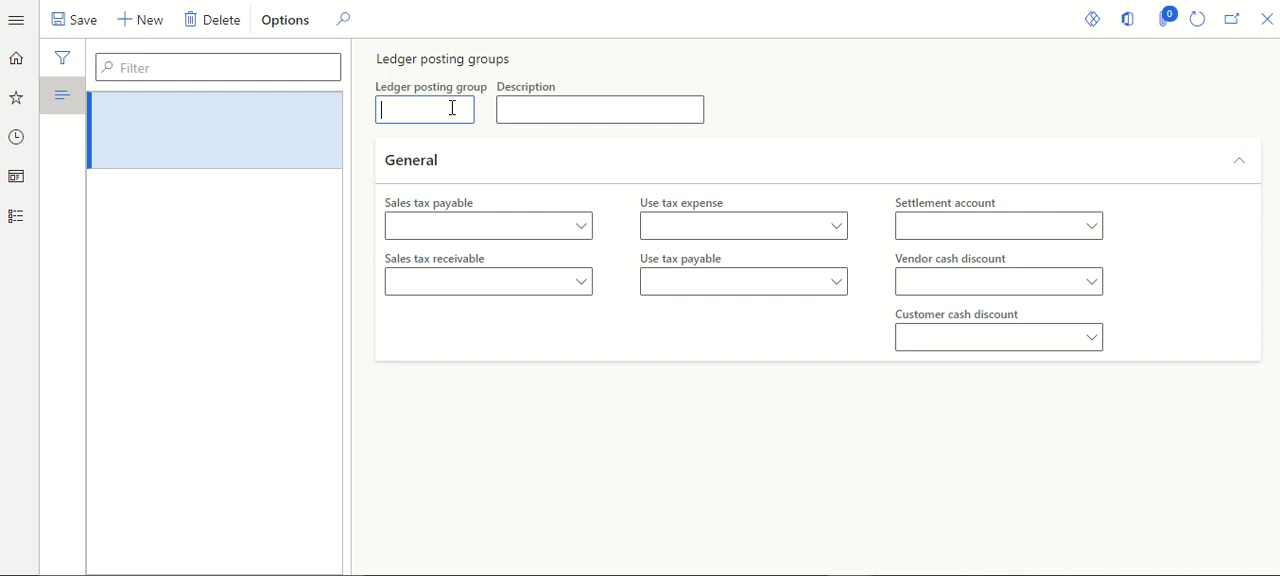 Save New Delete Options
0
Filter
Ledger posting groups
Ledger posting group Description
General
Sales tax payable Use tax expense Settlement account
Sales tax receivable Use tax payable Vendor cash discount
Customer cash discount